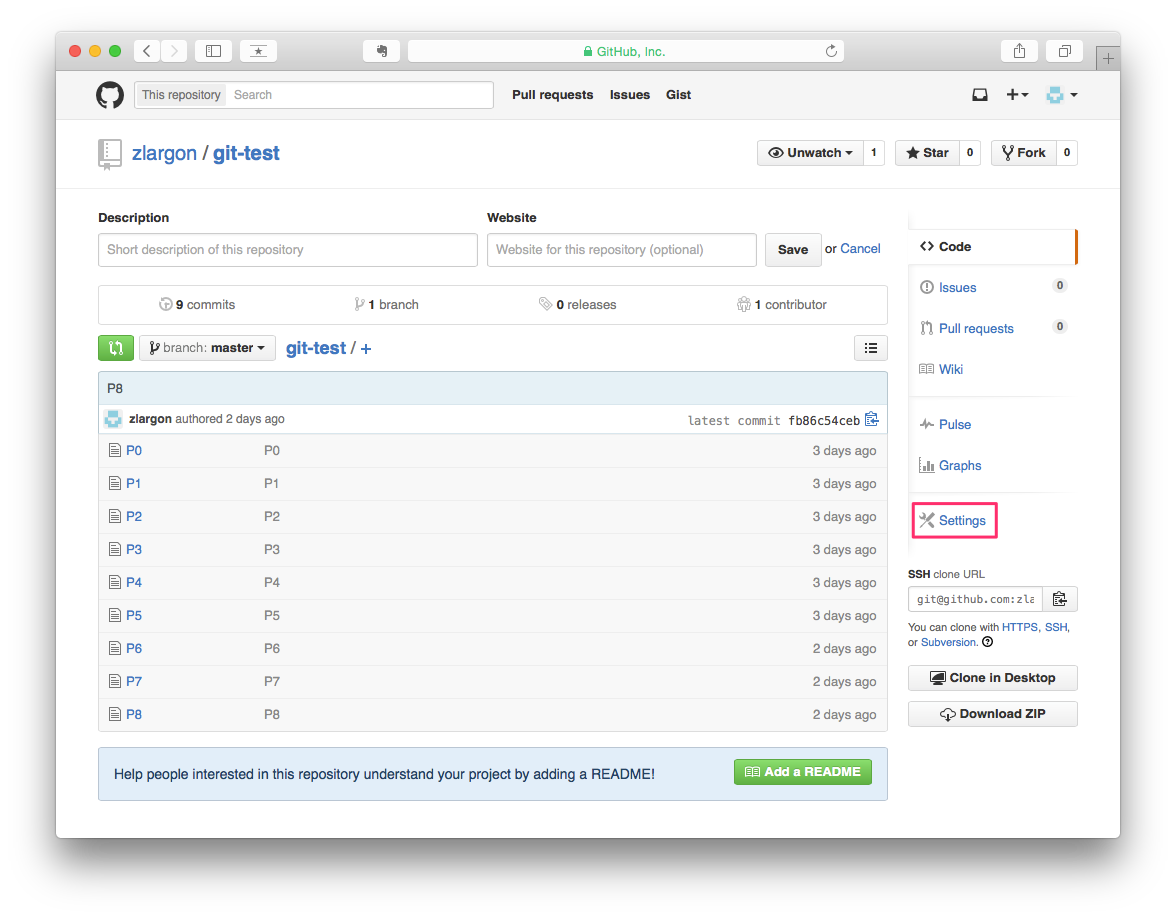 GitHub, Inc.
This repository Search Pull requests Issues Gist
zlargon / git-test Unwatch 1 Star 0 Fork 0
Description Website
Short description of this repository Website for this repository (optional) Save or Cancel
9 commits 1 branch 0 releases 1 contributor
branch: master git-test / +
P8
zlargon authored 2 days ago latest commit fb86c54ceb
P0 P0 3 days ago
P1 P1 3 days ago
P2 P2 3 days ago
P3 P3 3 days ago
P4 P4 3 days ago
P5 P5 3 days ago
P6 P6 2 days ago
P7 P7 2 days ago
P8 P8 2 days ago
Help people interested in this repository understand your project by adding a README! Add a README
Code
Issues 0
Pull requests 0
Wiki
Pulse
Graphs
Settings
SSH clone URL
git@github.com:zla
You can clone with HTTPS, SSH,
or Subversion.
Clone in Desktop
Download ZIP